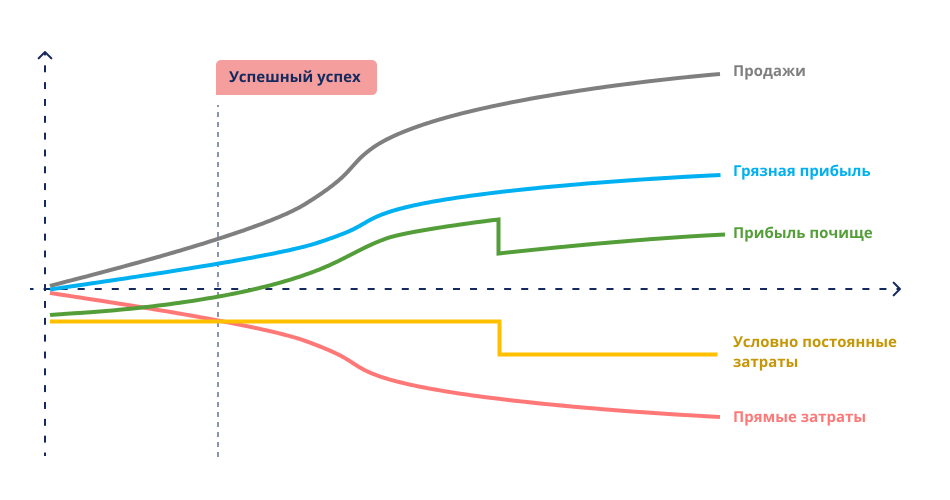 Успешный успех
Продажи
Грязная прибыль
Прибыль почище
Условно постоянные
затраты
Прямые затраты